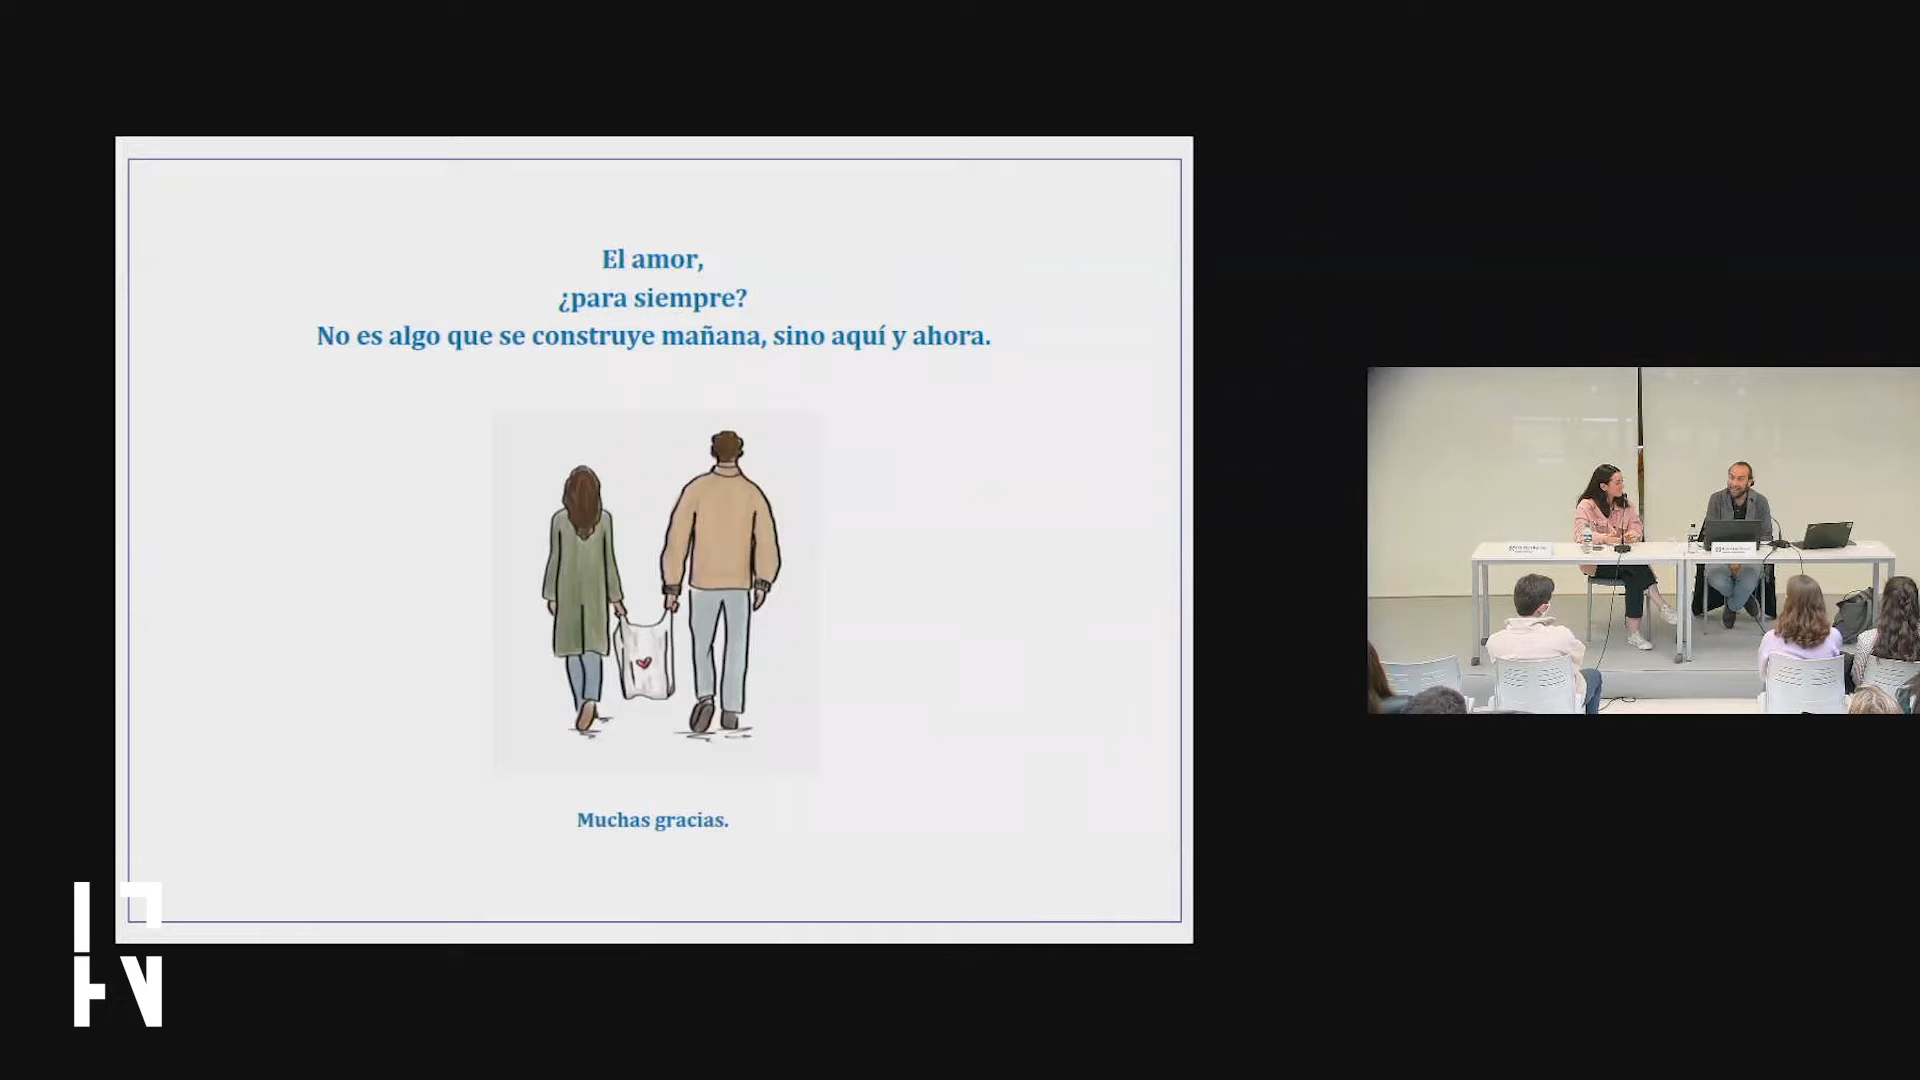 El amor,
¿para siempre?
No es algo que se construye mañana, sino aquí y ahora.
Muchas gracias.